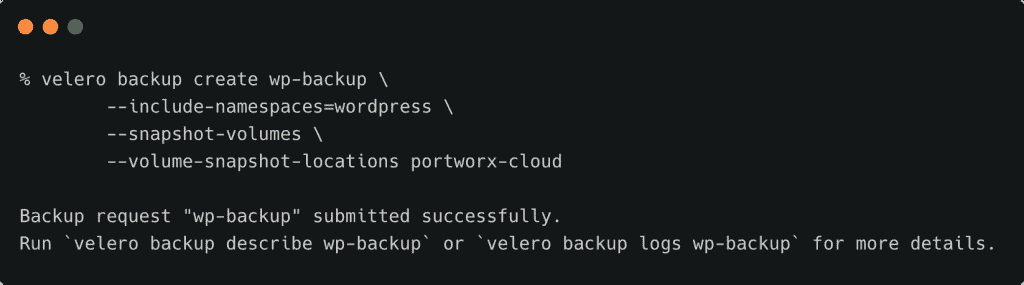 % velero backup create wp-backup \
--include-namespaces=wordpress \
--snapshot-volumes \
--volume-snapshot-locations portworx-cloud
Backup request "wp-backup" submitted successfully.
Run `velero backup describe wp-backup` or `velero backup logs wp-backup` for more details.